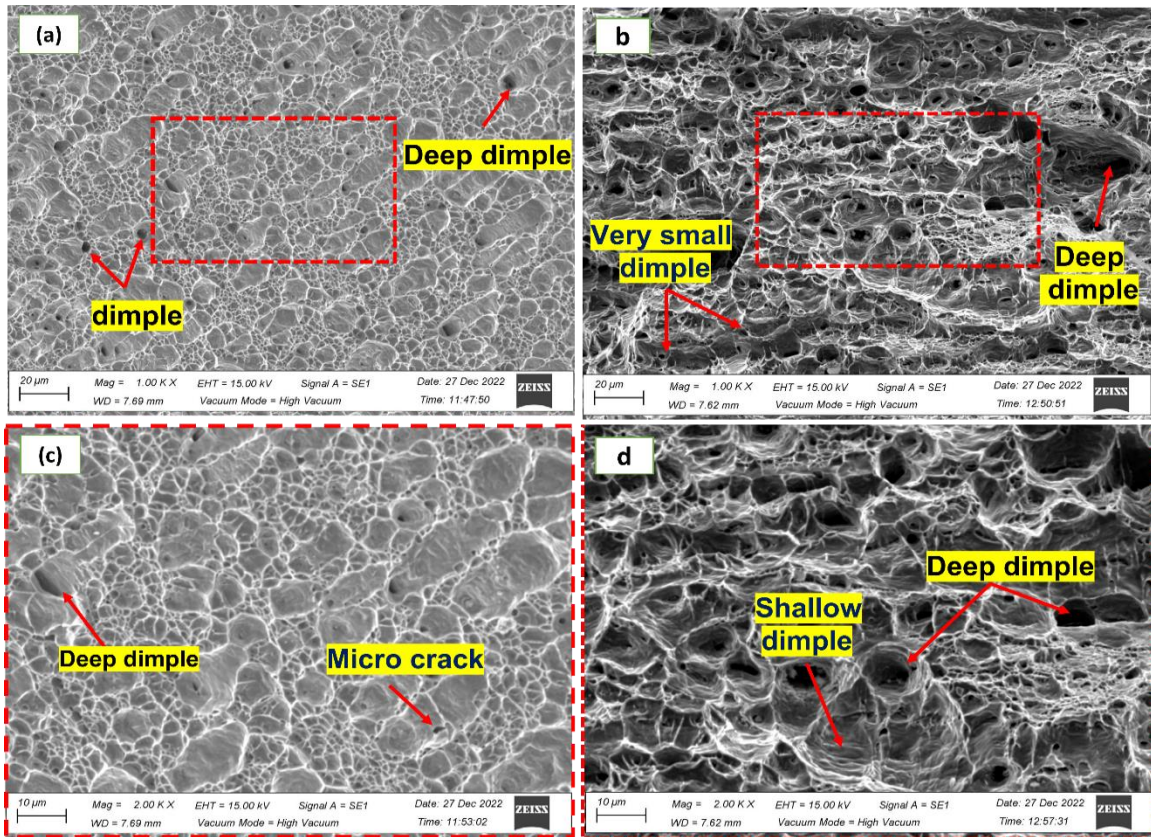 (a)
Deep dimple
dimple
20 µm
Mag = 1.00 K X
EHT = 15.00 kV
Signal A = SE1
Date: 27 Dec 2022
ZEISS
WD = 7.69 mm
Vacuum Mode = High Vacuum
Time: 11:47:50
b
Very small
dimple
Deep
dimple
20 µm
Mag = 1.00 K X
EHT = 15.00 kV
Signal A = SE1
Date: 27 Dec 2022
ZEISS
WD = 7.62 mm
Vacuum Mode = High Vacuum
Time: 12:50:51
(c)
Deep dimple
Micro crack
10 µm
Mag = 2.00 K X
EHT = 15.00 kV
Signal A = SE1
Date: 27 Dec 2022
ZEISS
WD = 7.69 mm
Vacuum Mode = High Vacuum
Time: 11:53:02
d
Deep dimple
Shallow
dimple
10 µm
Mag = 2.00 K X
EHT = 15.00 kV
Signal A = SE1
Date: 27 Dec 2022
ZEISS
WD = 7.62 mm
Vacuum Mode = High Vacuum
Time: 12:57:31